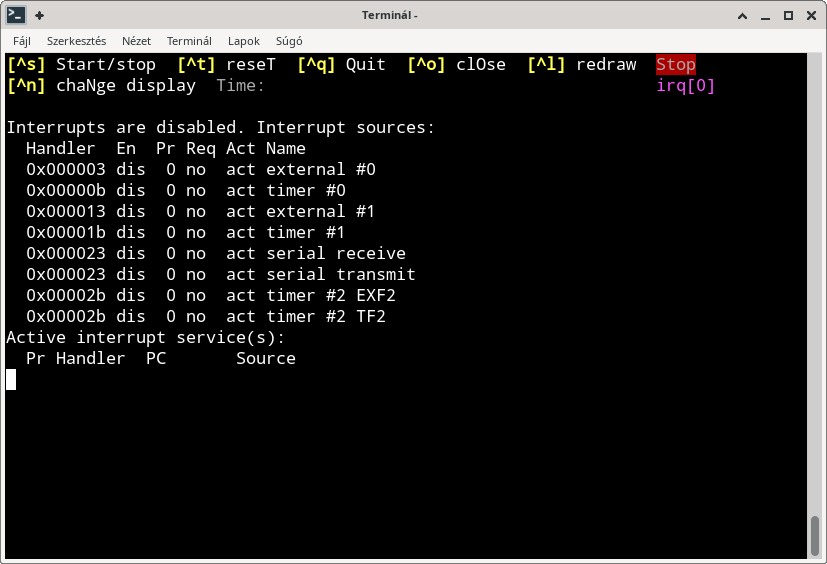 Terminál -
Fájl Szerkesztés Nézet Terminál Lapok Súgó
[^s] Start/stop [^t] reseT [^q] Quit [^o] clOse [^l] redraw Stop
[^n] chaNge display Time: irq[0]
Interrupts are disabled. Interrupt sources:
Handler En Pr Req Act Name
0x000003 dis 0 no act external #0
0x00000b dis 0 no act timer #0
0x000013 dis 0 no act external #1
0x00001b dis 0 no act timer #1
0x000023 dis 0 no act serial receive
0x000023 dis 0 no act serial transmit
0x00002b dis 0 no act timer #2 EXF2
0x00002b dis 0 no act timer #2 TF2
Active interrupt service(s):
Pr Handler PC Source